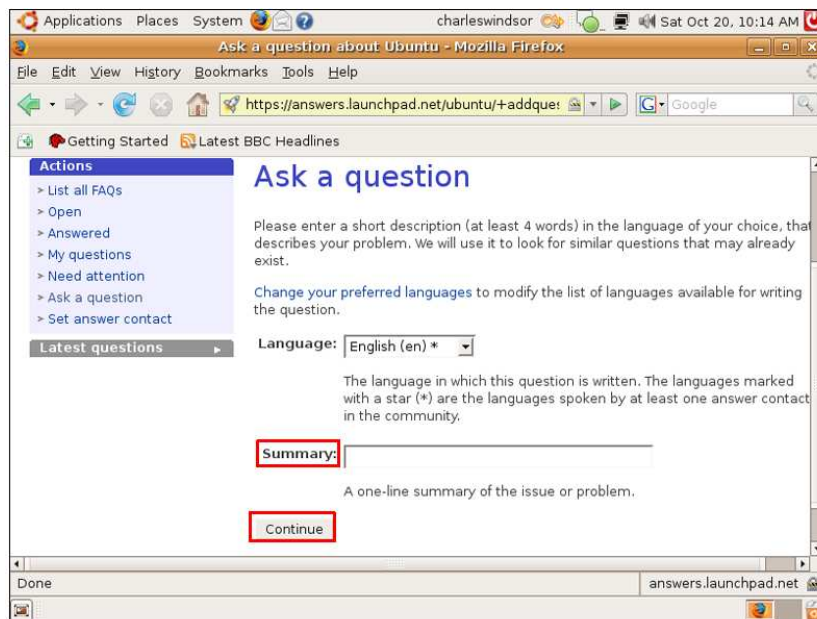 Applications Places System charleswindsor Sat Oct 20, 10:14 AM
Ask a question about Ubuntu - Mozilla Firefox
File Edit View History Bookmarks Tools Help
https://answers.launchpad.net/ubuntu/+addques G Google
Getting Started Latest BBC Headlines
Actions
List all FAQs
Open
Answered
My questions
Need attention
Ask a question
Set answer contact
Latest questions
Ask a question
Please enter a short description (at least 4 words) in the language of your choice, that
describes your problem. We will use it to look for similar questions that may already
exist.
Change your preferred languages to modify the list of languages available for writing
the question.
Language: English (en) *
The language in which this question is written. The languages marked
with a star (*) are the languages spoken by at least one answer contact
in the community.
Summary:
A one-line summary of the issue or problem.
Continue
Done answers.launchpad.net